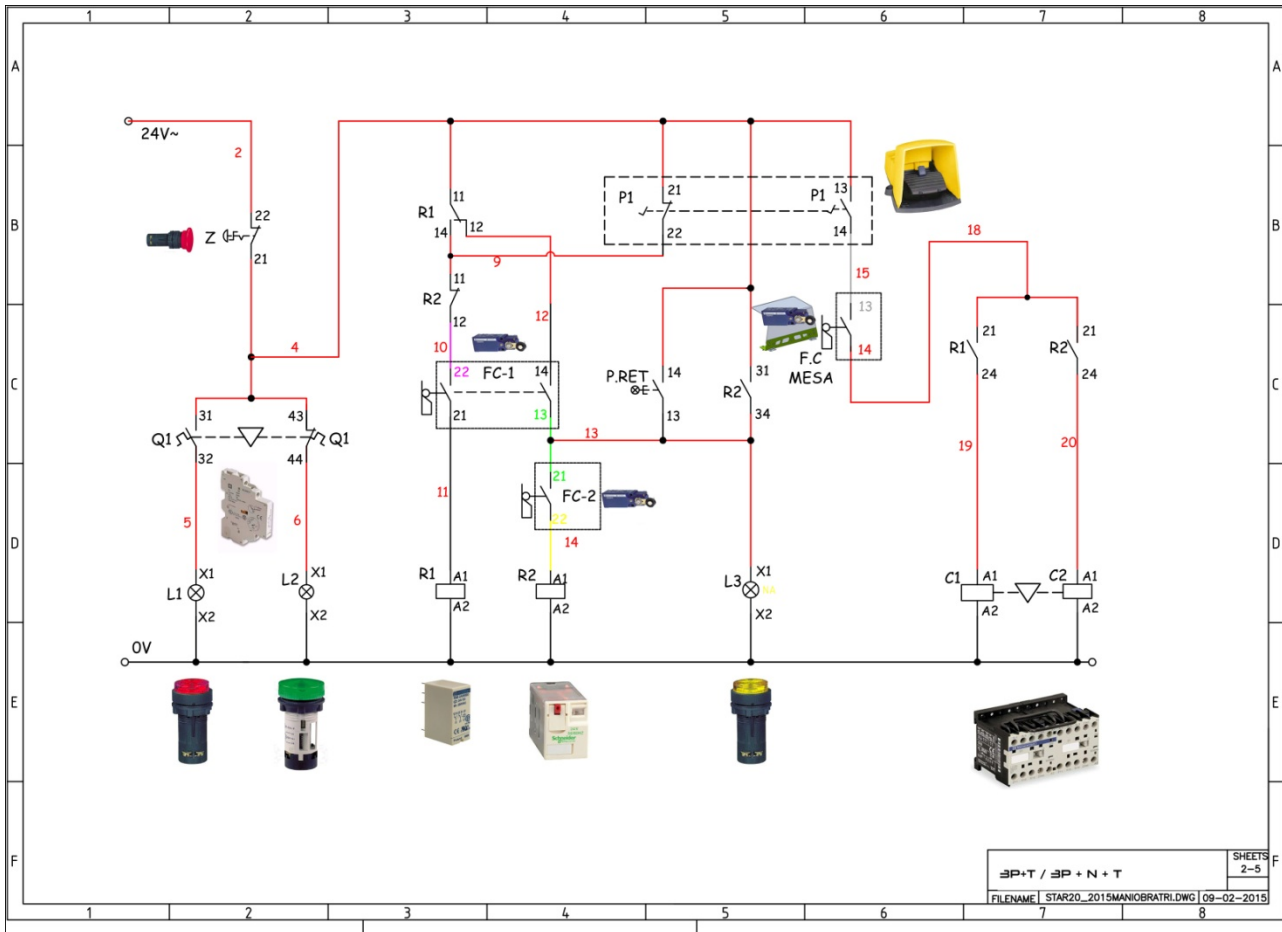 1 2 3 4 5 6 7 8
A A
24V~
2
22
Z
21
B B
11
R1
12
14
9
P1
21
22
P1
13
14
18
15
11
R2
12
12
13
14
F.C
MESA
4
10
22
FC-1
14
21
13
P.RET
14
13
31
R2
34
21
R1
24
21
R2
24
C C
31
Q1
32
43
Q1
44
13
19
20
11
21
FC-2
22
14
5
6
D D
L1
X1
X2
L2
X1
X2
R1
A1
A2
R2
A1
A2
L3
X1
X2
C1
A1
A2
C2
A1
A2
0V
E E
Schneider
F F
3P+T / 3P + N + T
SHEETS
2-5
FILENAME STAR20_2015MANIOBRATRI.DWG 09-02-2015
1 2 3 4 5 6 7 8